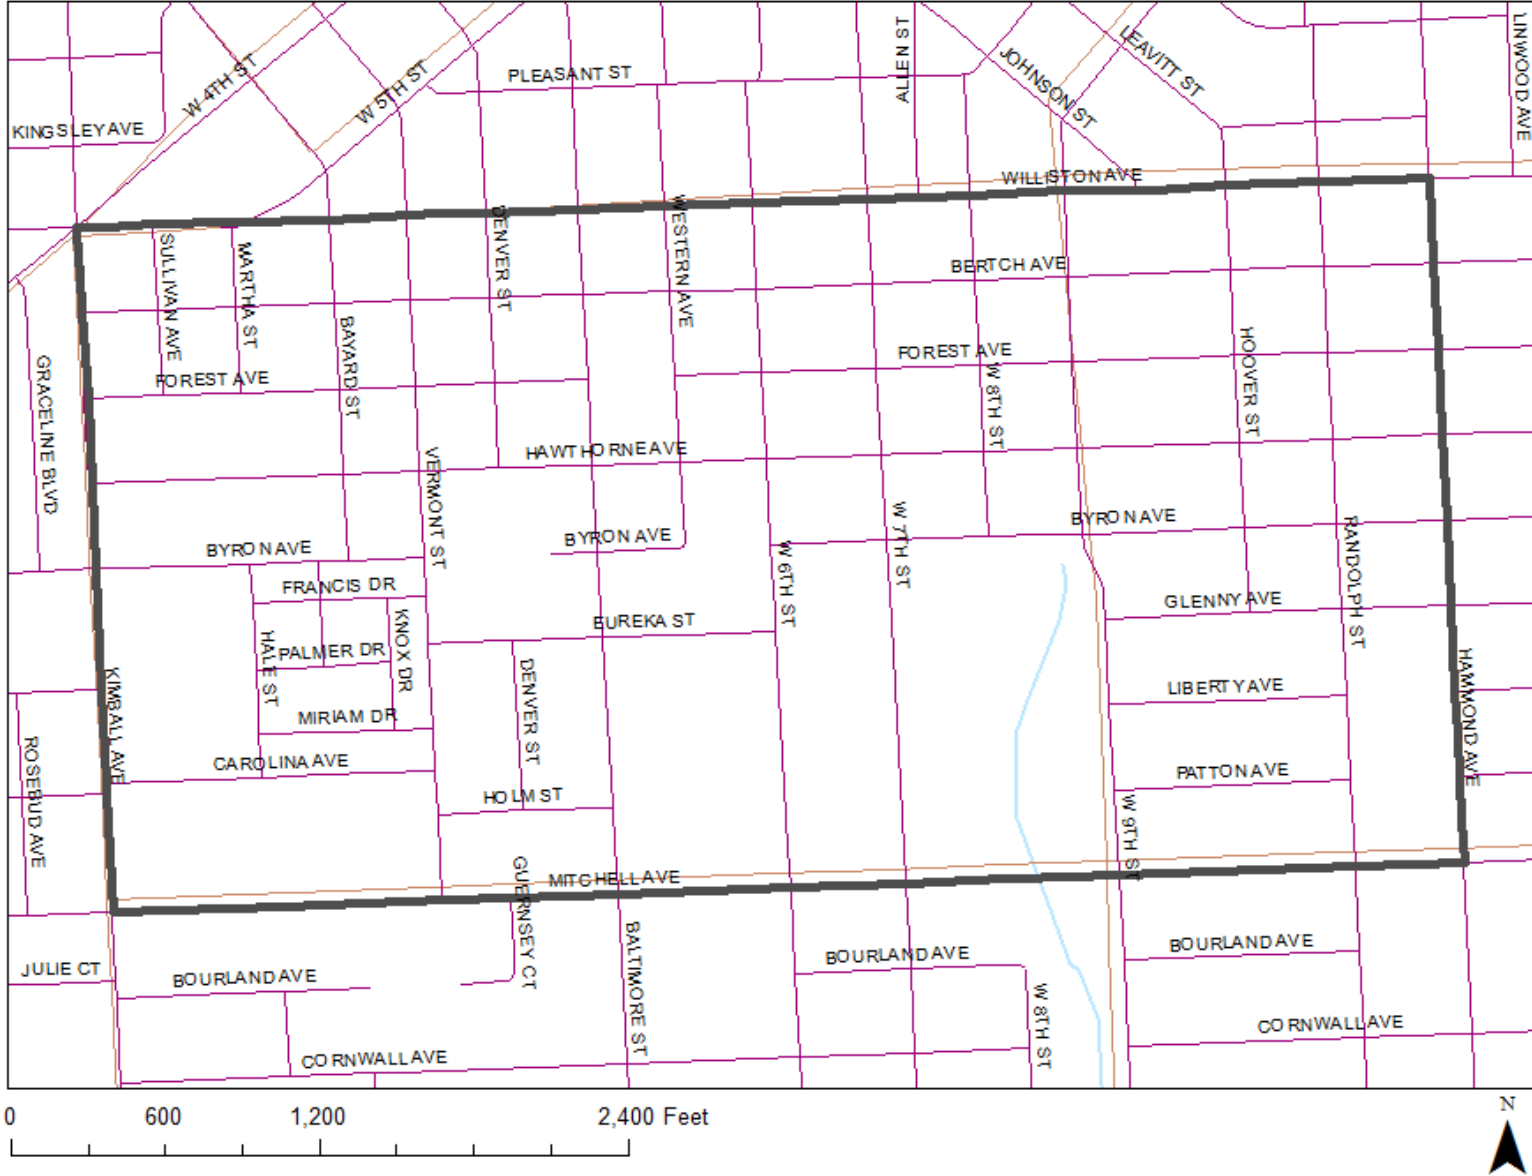 LINWOOD AVE
LEAVITT ST
ALLEN ST
JOHNSON ST
W 4TH ST
W 5TH ST
PLEASANT ST
KINGSLEY AVE
WILLISTON AVE
DENVER ST
WESTERN AVE
SULLIVAN AVE
MARTHA ST
BERTCH AVE
BAYARD ST
HOOVER ST
GRACELINE BLVD
FOREST AVE
FOREST AVE
W 8TH ST
HAWTHORNE AVE
VERMONT ST
W 7TH ST
BYRON AVE
BYRON AVE
BYRON AVE
RANDOLPH ST
W 6TH ST
FRANCIS DR
KNOX DR
GLENNY AVE
EUREKA ST
HALE ST
PALMER DR
DENVER ST
HAMMOND AVE
KIMBALL AVE
LIBERTY AVE
MIRIAM DR
ROSEBUD AVE
CAROLINA AVE
PATTON AVE
HOLM ST
W 9TH ST
GUERNSEY CT
MITCHELL AVE
BALTIMORE ST
BOURLAND AVE
BOURLAND AVE
JULIE CT
BOURLAND AVE
W 8TH ST
CORNWALL AVE
CORNWALL AVE
0 600 1,200 2,400 Feet
N